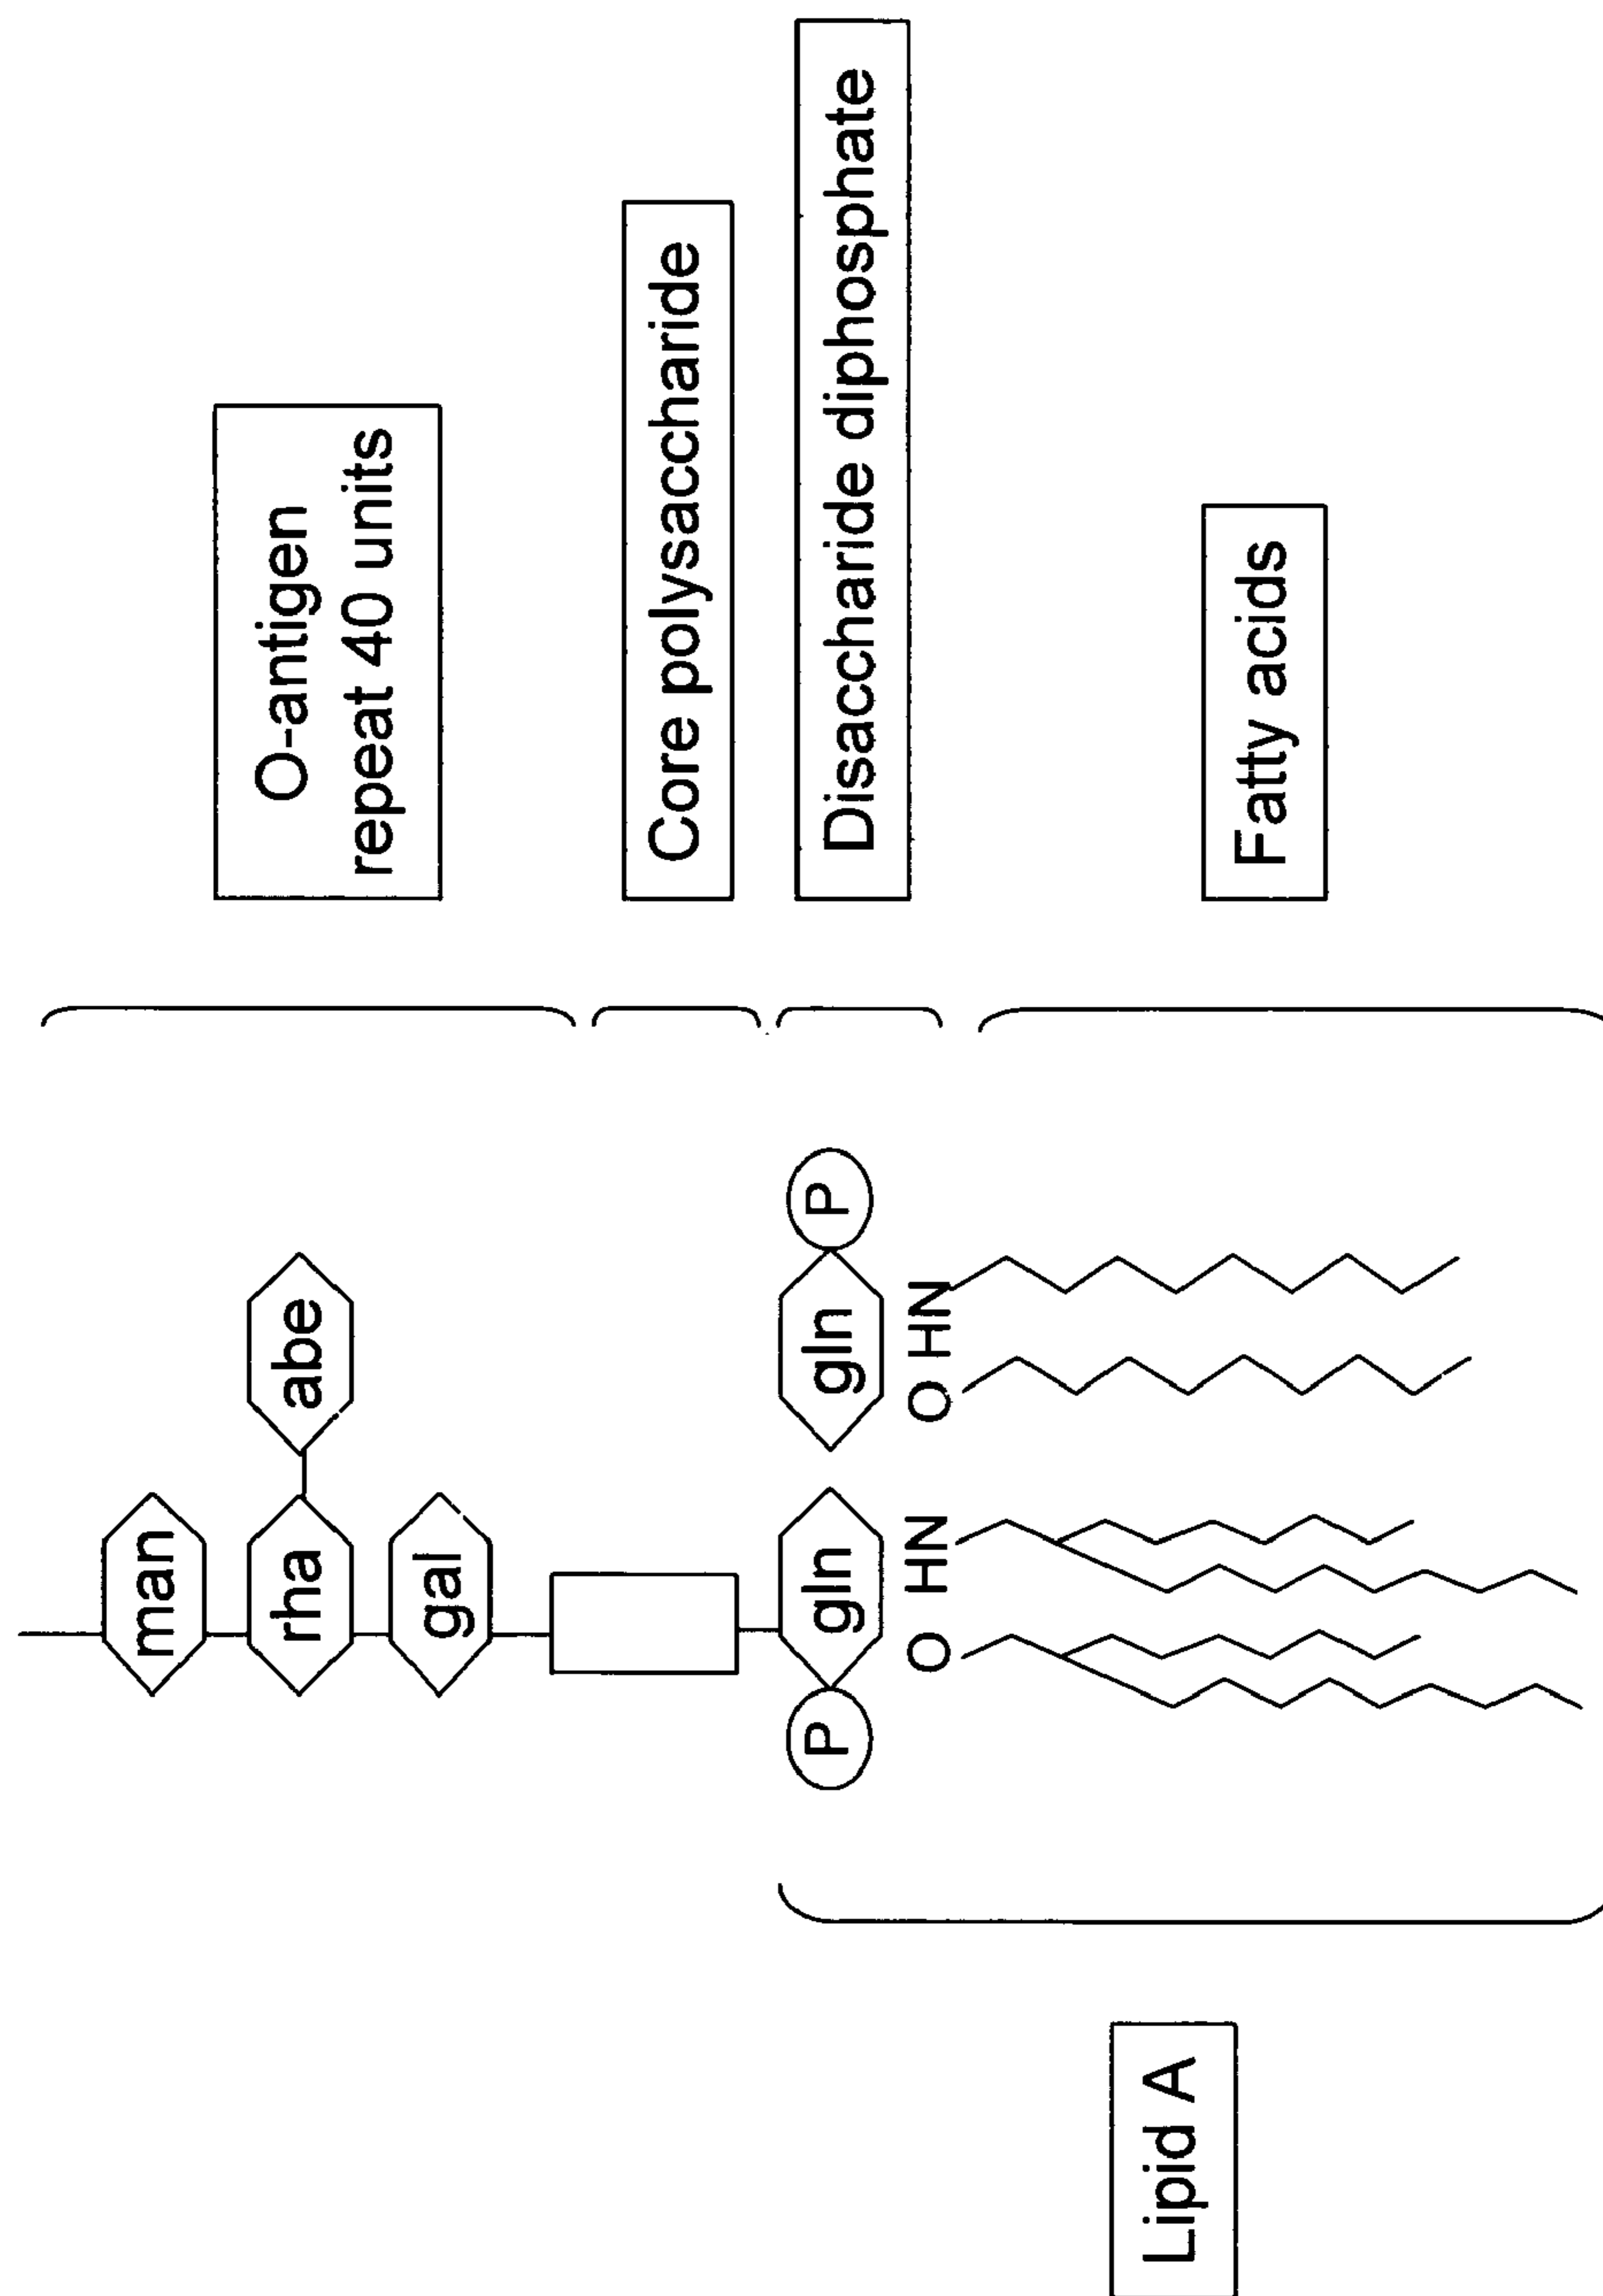 man
rha
abe
O-antigen
repeat 40 units
gal
Core polysaccharide
P
gln
gln
P
Disaccharide diphosphate
O HN
O HN
Lipid A
Fatty acids